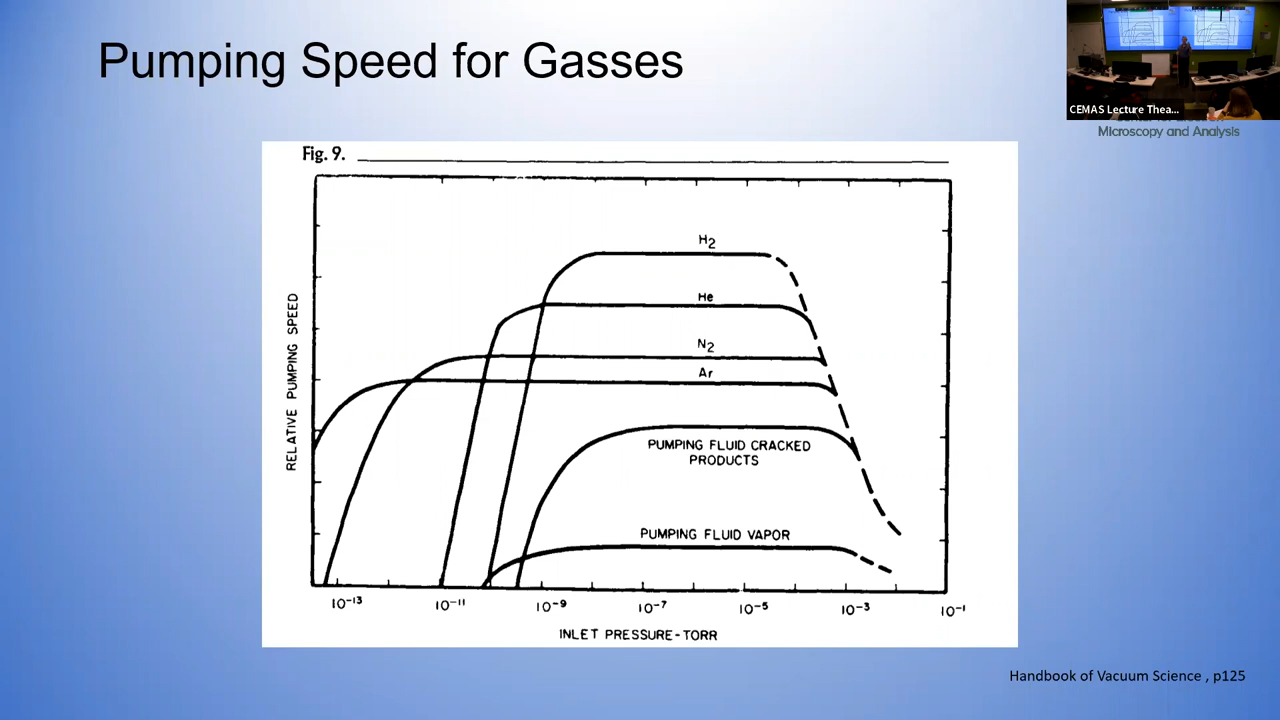 Pumping Speed for Gasses
CEMAS Lecture Thea...
Microscopy and Analysis
Fig. 9.
H2
He
N2
Ar
PUMPING FLUID CRACKED
PRODUCTS
PUMPING FLUID VAPOR
RELATIVE PUMPING SPEED
10-13 10-11 10-9 10-7 10-5 10-3 10-1
INLET PRESSURE-TORR
Handbook of Vacuum Science , p125